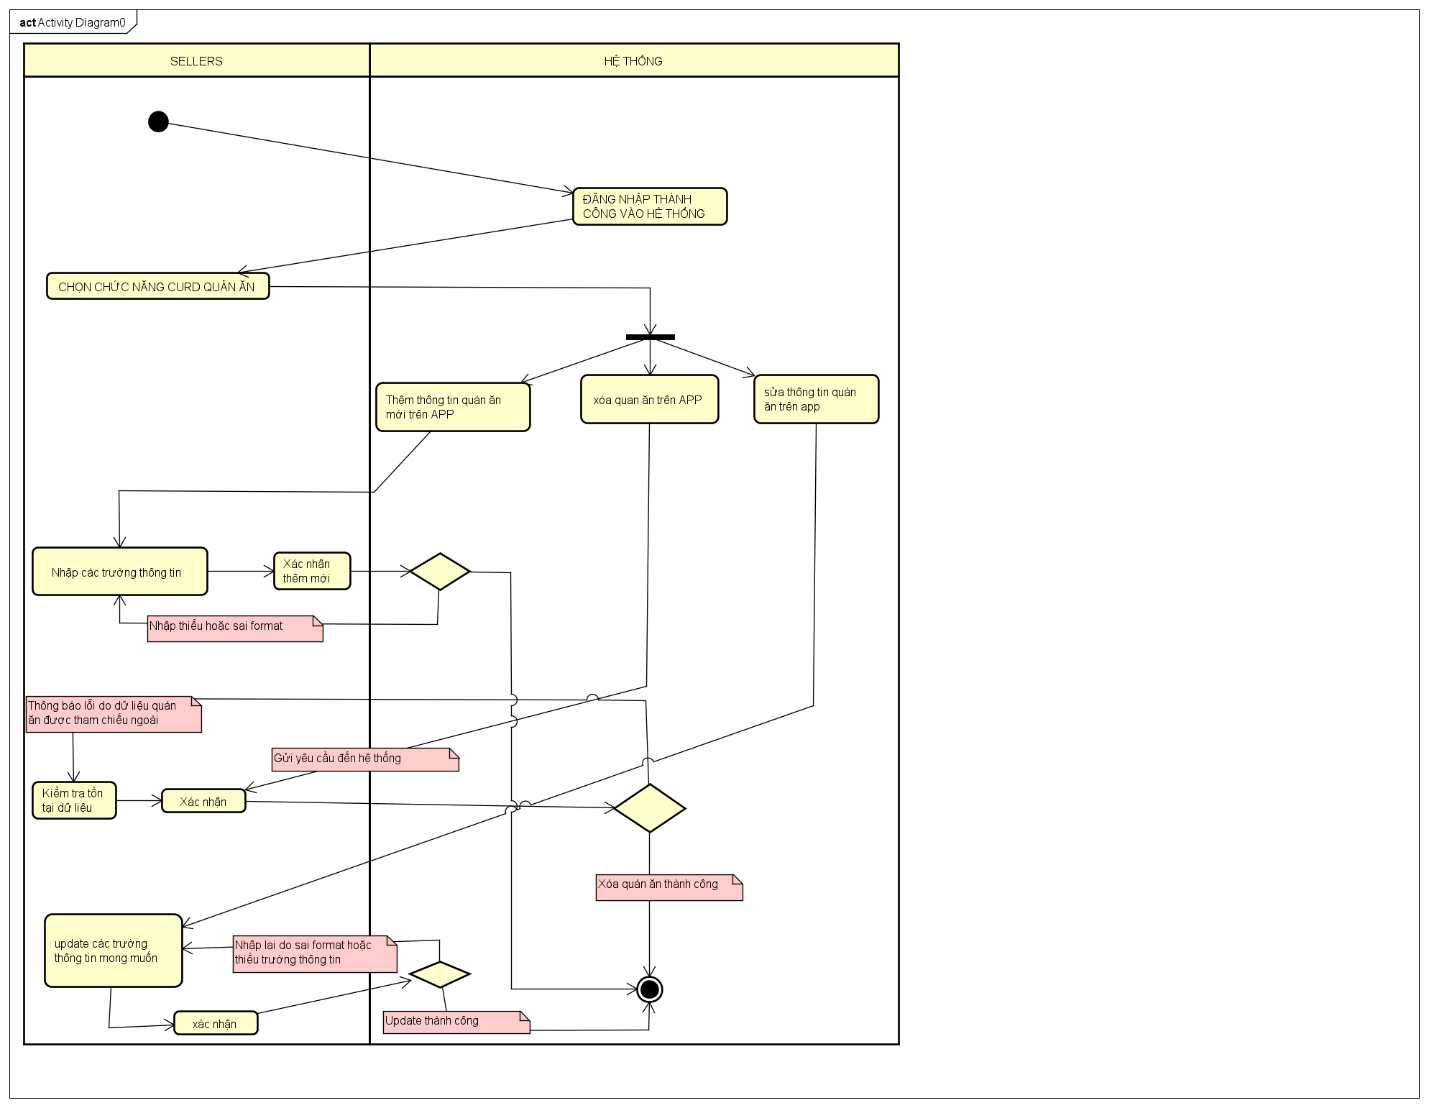 act Activity Diagram0
SELLERS
HỆ THỐNG
ĐĂNG NHẬP THÀNH
CÔNG VÀO HỆ THỐNG
CHỌN CHỨC NĂNG CURD QUÁN ĂN
Thêm thông tin quán ăn
mới trên APP
xóa quan ăn trên APP
sửa thông tin quán
ăn trên app
Nhập các trường thông tin
Xác nhận
thêm mới
Nhập thiếu hoặc sai format
Thông báo lỗi do dữ liệu quán
ăn được tham chiếu ngoài
Gửi yêu cầu đến hệ thống
Kiểm tra tồn
tại dữ liệu
Xác nhận
Xóa quán ăn thành công
update các trường
thông tin mong muốn
Nhập lại do sai format hoặc
thiếu trường thông tin
xác nhận
Update thành công